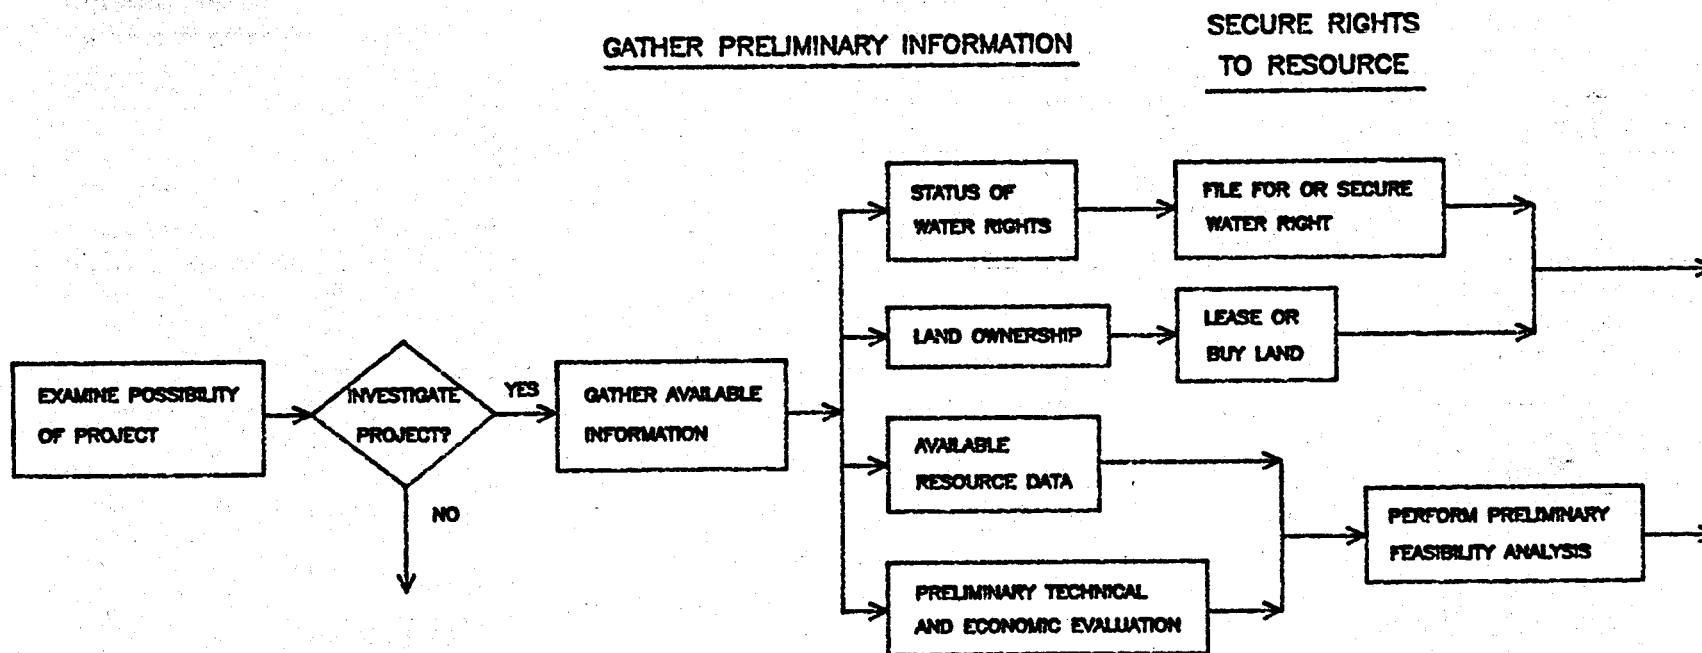 GATHER PRELIMINARY INFORMATION
SECURE RIGHTS
TO RESOURCE
EXAMINE POSSIBILITY
OF PROJECT
INVESTIGATE
PROJECT?
YES
NO
GATHER AVAILABLE
INFORMATION
STATUS OF
WATER RIGHTS
FILE FOR OR SECURE
WATER RIGHT
LAND OWNERSHIP
LEASE OR
BUY LAND
AVAILABLE
RESOURCE DATA
PRELIMINARY TECHNICAL
AND ECONOMIC EVALUATION
PERFORM PRELIMINARY
FEASIBILITY ANALYSIS